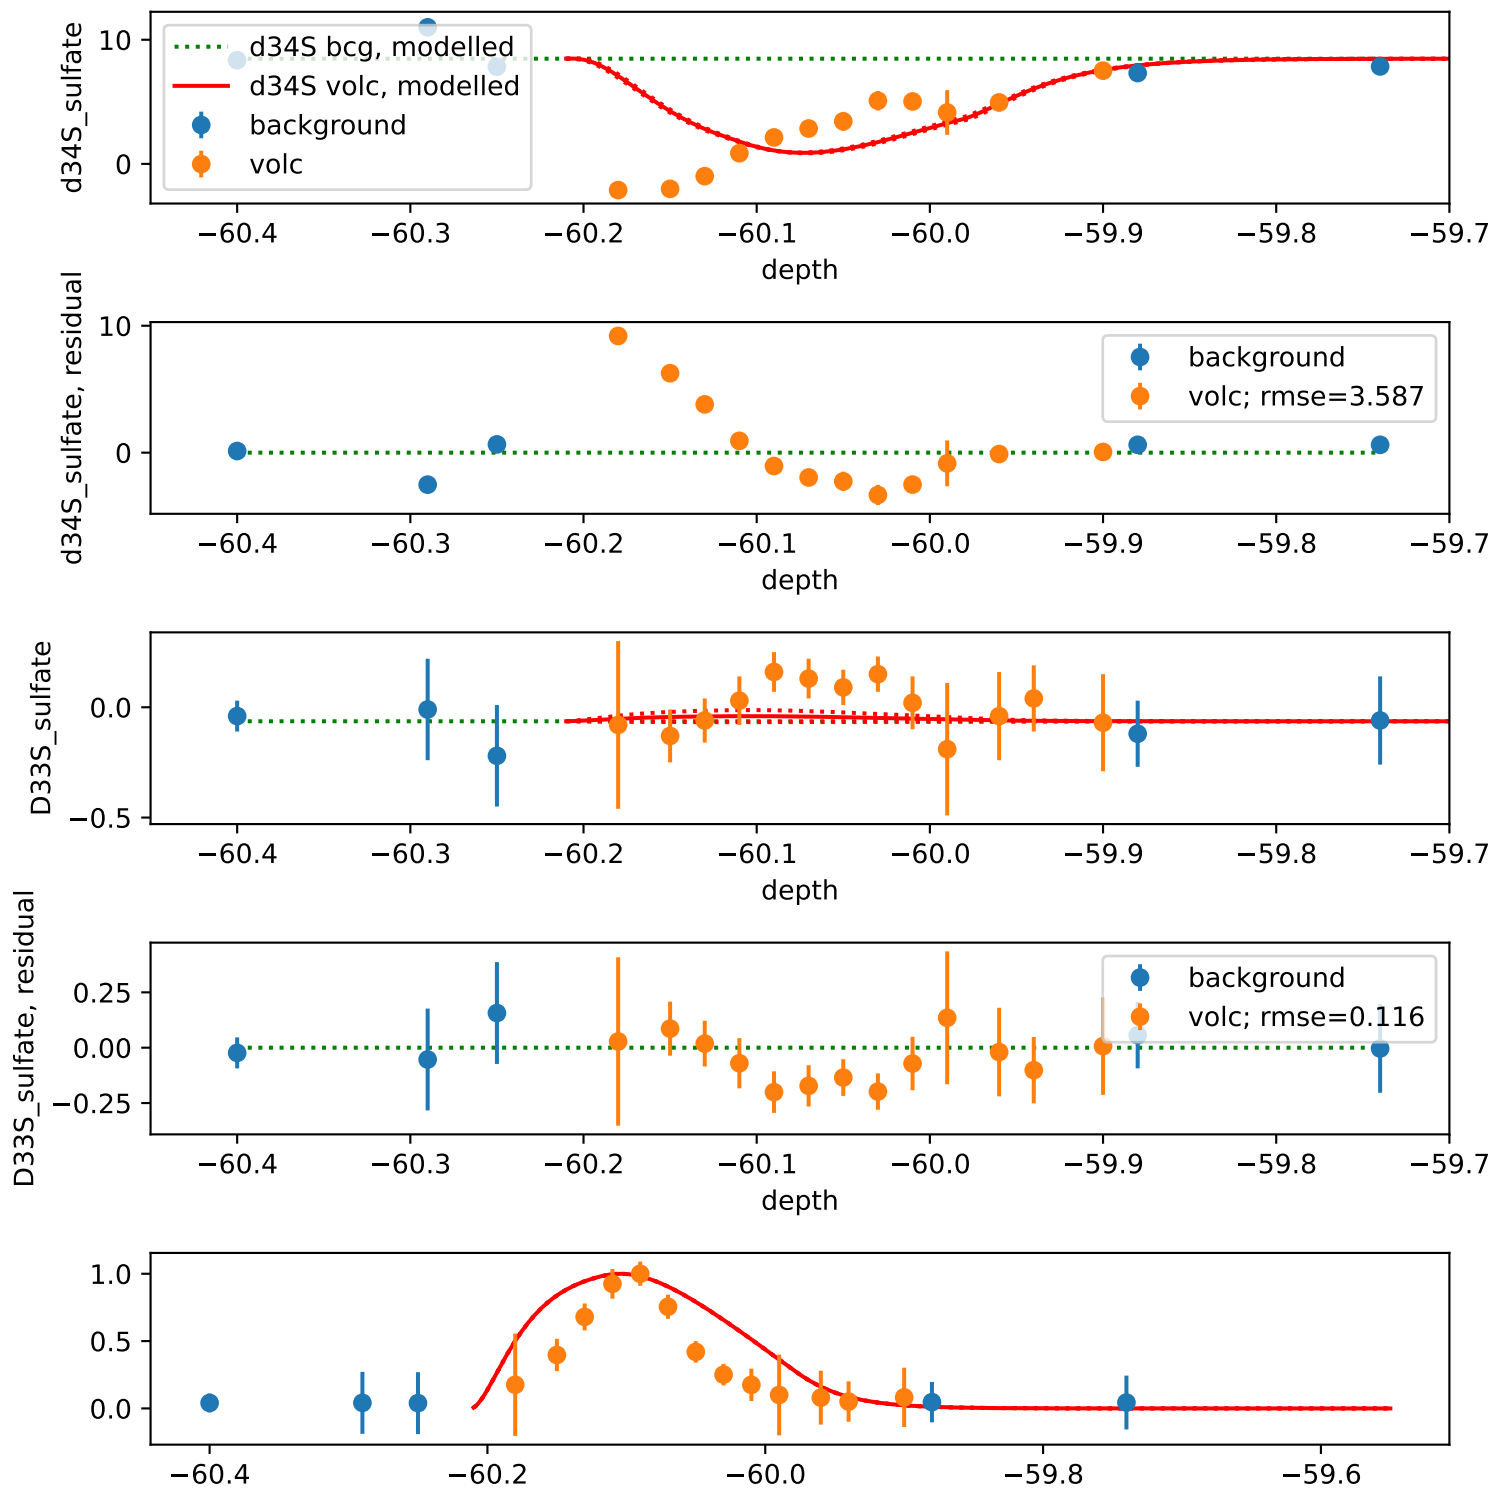 d34S_sulfate
10
0
d34S bcg, modelled
d34S volc, modelled
background
volc
−60.4 −60.3 −60.2 −60.1 −60.0 −59.9 −59.8 −59.7
depth
d34S_sulfate, residual
10
0
background
volc; rmse=3.587
−60.4 −60.3 −60.2 −60.1 −60.0 −59.9 −59.8 −59.7
depth
D33S_sulfate
0.0
−0.5
−60.4 −60.3 −60.2 −60.1 −60.0 −59.9 −59.8 −59.7
depth
D33S_sulfate, residual
0.25
0.00
−0.25
background
volc; rmse=0.116
−60.4 −60.3 −60.2 −60.1 −60.0 −59.9 −59.8 −59.7
depth
1.0
0.5
0.0
−60.4 −60.2 −60.0 −59.8 −59.6